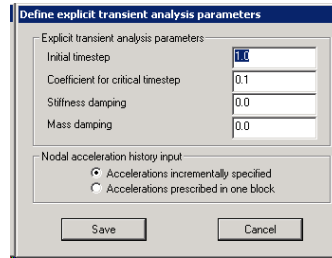 Define explicit transient analysis parameters
Explicit transient analysis parameters
Initial timestep 1.0
Coefficient for critical timestep 0.1
Stiffness damping 0.0
Mass damping 0.0
Nodal acceleration history input
Accelerations incrementally specified
Accelerations prescribed in one block
Save Cancel